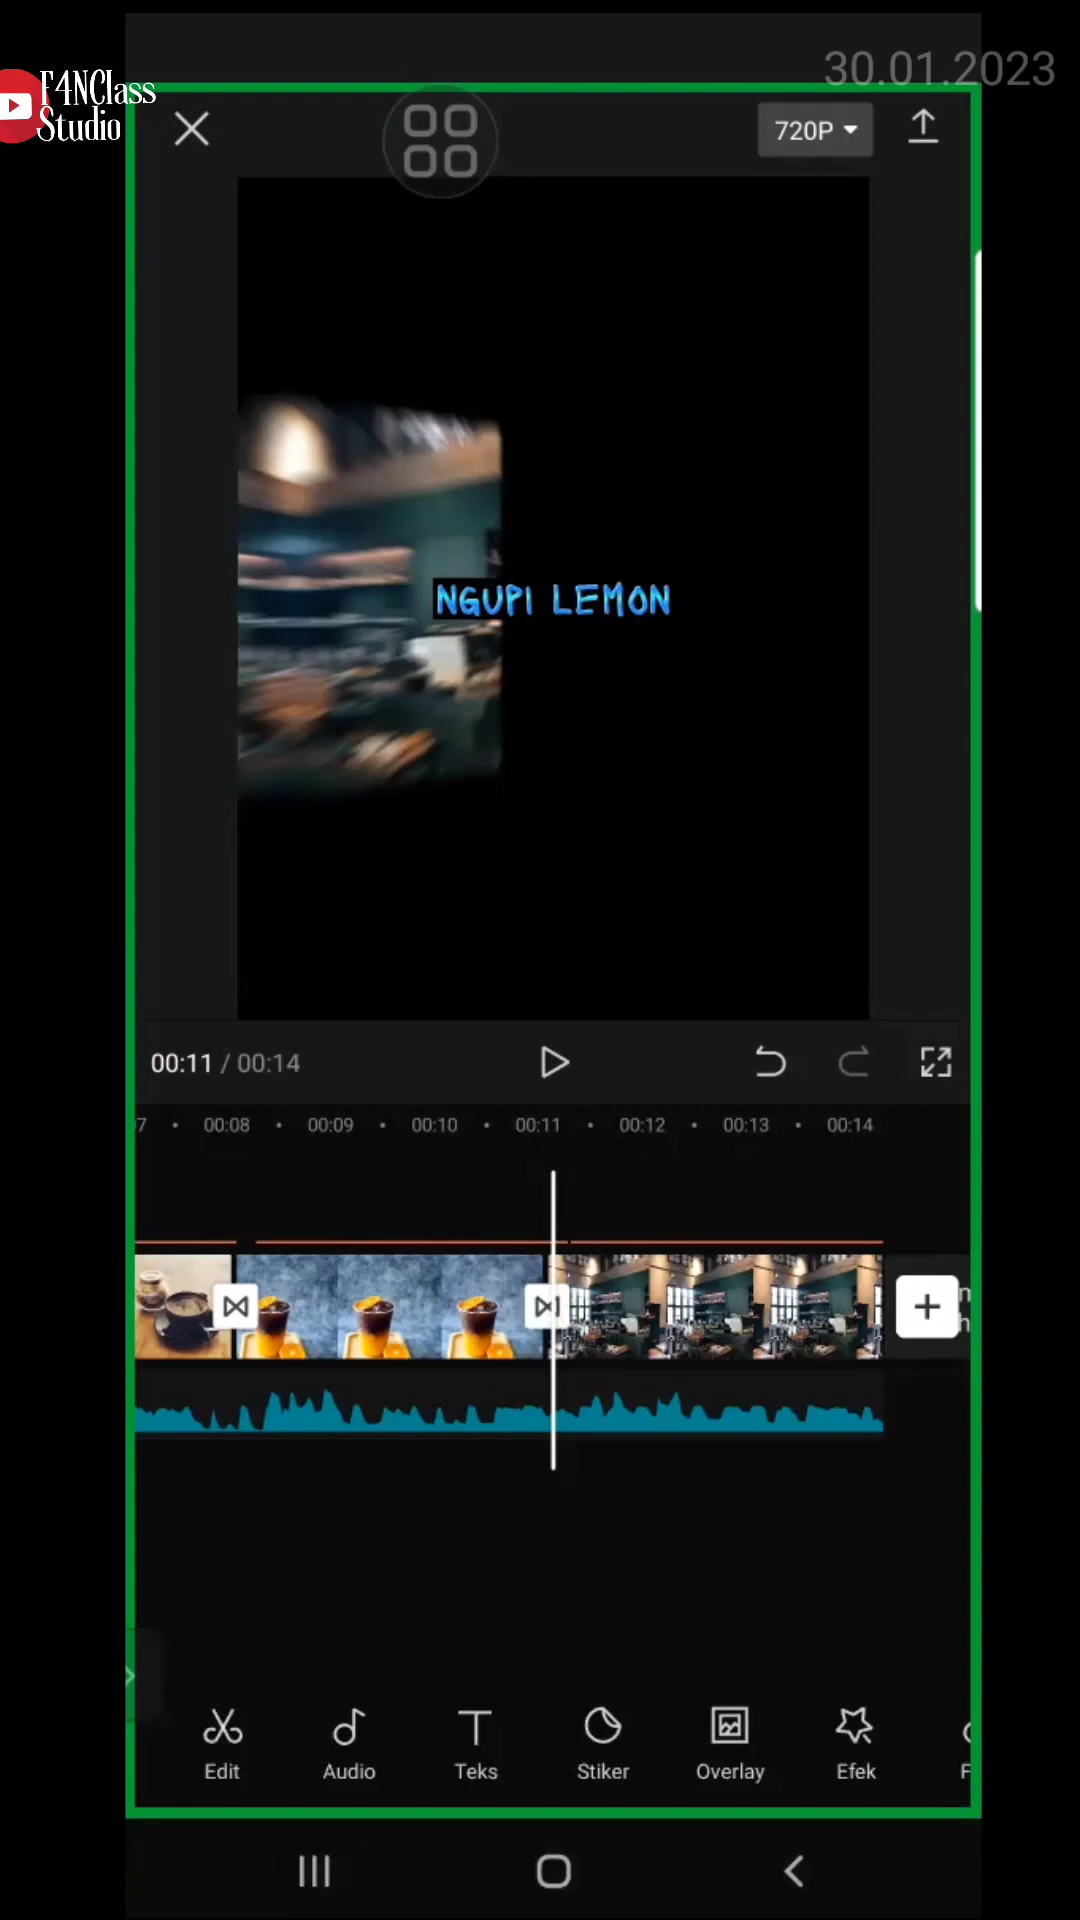 30.01.2023
F4NClass
Studio
720P
NGUPI LEMON
00:11 / 00:14
00:08
00:09
00:10
00:11
00:12
00:13
00:14
Edit
Audio
Teks
Stiker
Overlay
Efek